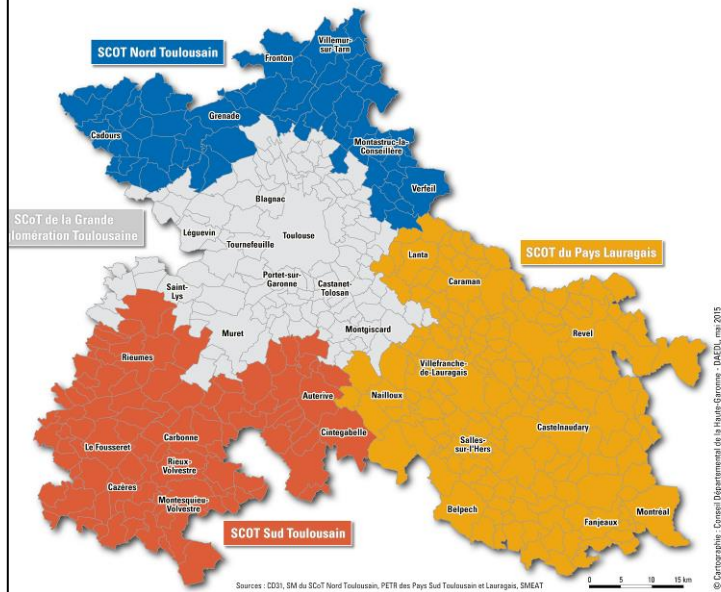 SCOT Nord Toulousain
Villemur-
sur-Tarn
Fronton
Grenade
Cadours
Montastruc-la-
Conseillère
Verfeil
Blagnac
SCoT de la Grande
glomération Toulousaine
Léguevin
Toulouse
Tournefeuille
SCOT du Pays Lauragais
Lanta
Caraman
Saint-
Lys
Portet-sur-
Garonne
Castanet-
Tolosan
Muret
Montgiscard
Revel
Rieumes
Villefranche-
de-Lauragais
Auterive
Nailloux
Castelnaudary
Cintegabelle
Carbonne
Le Fousseret
Salles-
sur-l'Hers
Rieux-
Volvestre
Cazères
Montesquieu-
Volvestre
Belpech
Montréal
Fanjeaux
SCOT Sud Toulousain
Sources : CD31, SM du SCoT Nord Toulousain, PETR des Pays Sud Toulousain et Lauragais, SMEAT
0 5 10 15 km
© Cartographie : Conseil Départemental de la Haute-Garonne - DAEDL, mai 2015